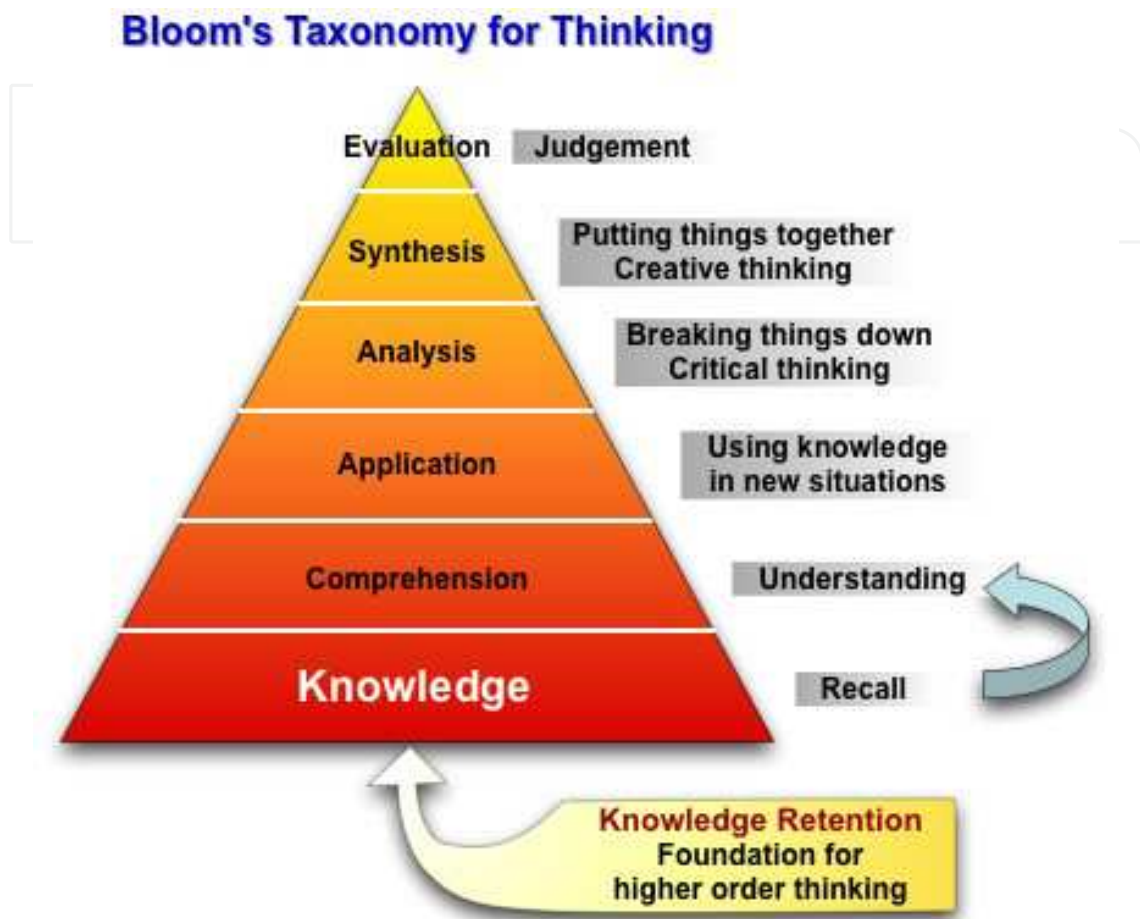 Bloom's Taxonomy for Thinking
Evaluation
Judgement
Synthesis
Putting things together
Creative thinking
Analysis
Breaking things down
Critical thinking
Application
Using knowledge
in new situations
Comprehension
Understanding
Knowledge
Recall
Knowledge Retention
Foundation for
higher order thinking